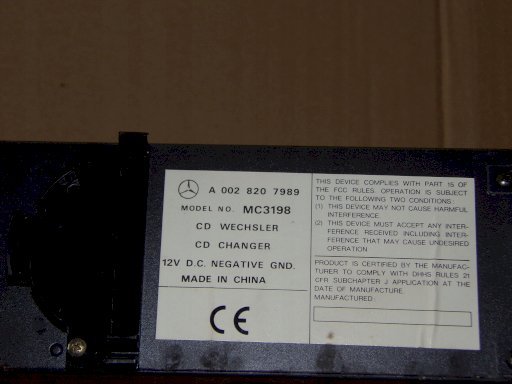 A 002 820 7989
MODEL NO. MC3198
CD WECHSLER
CD CHANGER
12V D.C. NEGATIVE GND.
MADE IN CHINA
CE
THIS DEVICE COMPLIES WITH PART 15 OF
THE FCC RULES. OPERATION IS SUBJECT
TO THE FOLLOWING TWO CONDITIONS:
(1) THIS DEVICE MAY NOT CAUSE HARMFUL
INTERFERENCE.
(2) THIS DEVICE MUST ACCEPT ANY INTER-
FERENCE RECEIVED INCLUDING INTER-
FERENCE THAT MAY CAUSE UNDESIRED
OPERATION
PRODUCT IS CERTIFIED BY THE MANUFAC-
TURER TO COMPLY WITH DHHS RULES 21
CFR SUBCHAPTER J APPLICATION AT THE
DATE OF MANUFACTURE
MANUFACTURED: